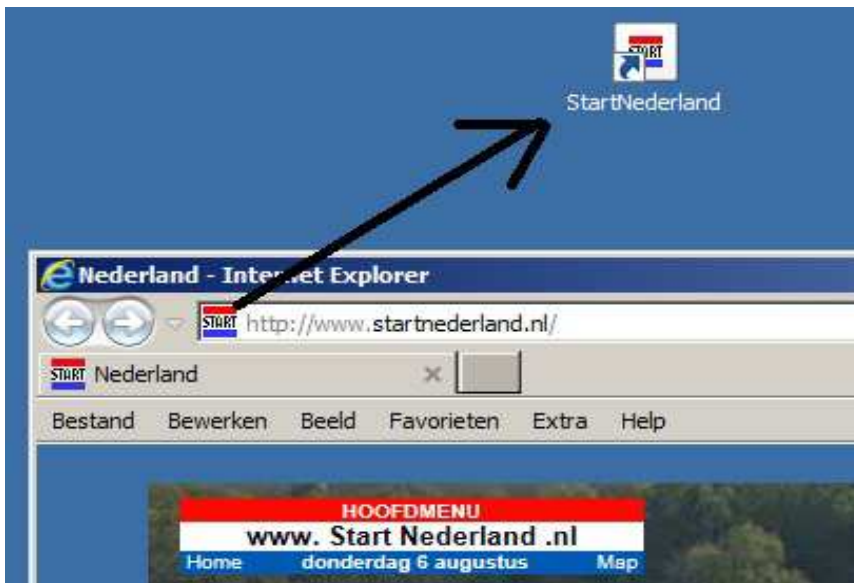 START
StartNederland
Nederland - Internet Explorer
START http://www.startnederland.nl/
START Nederland
Bestand Bewerken Beeld Favorieten Extra Help
HOOFDMENU
www. Start Nederland .nl
Home donderdag 6 augustus Map